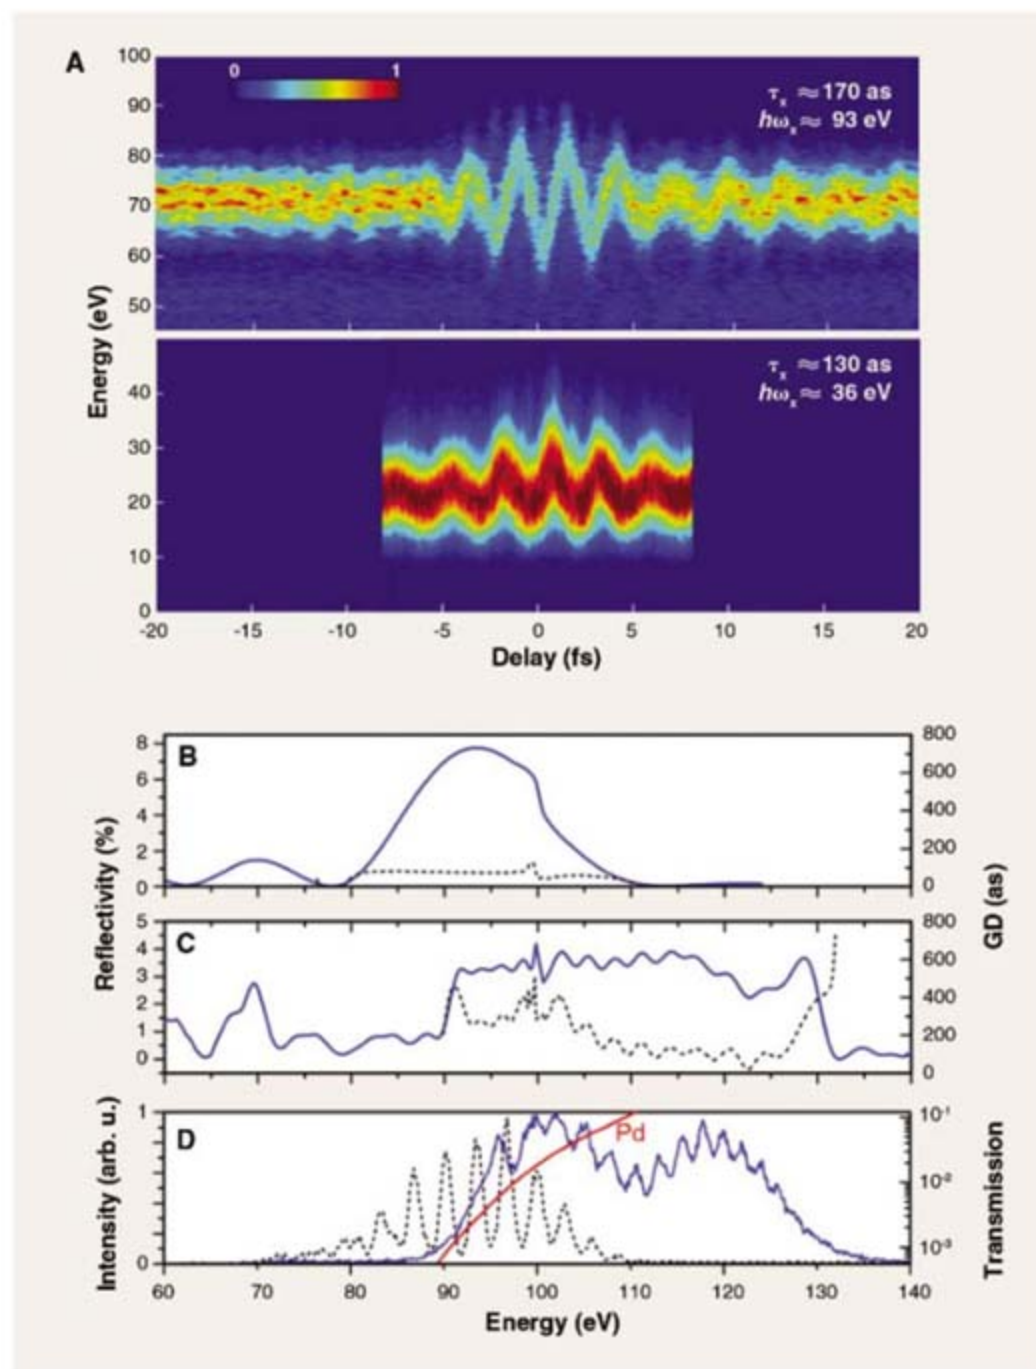 A
0 1
τx ≈ 170 as
ħωx ≈ 93 eV
100
90
80
70
60
50
Energy (eV)
τx ≈ 130 as
ħωx ≈ 36 eV
40
30
20
10
0
-20 -15 -10 -5 0 5 10 15 20
Delay (fs)
B
8
6
4
2
0
800
600
400
200
0
Reflectivity (%)
GD (as)
C
5
4
3
2
1
0
800
600
400
200
0
D
Pd
1
0
Intensity (arb. u.)
10-1
10-2
10-3
Transmission
60 70 80 90 100 110 120 130 140
Energy (eV)